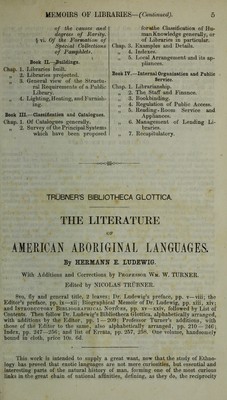 MEMOIRS OF LIBRARIES—(Continued). 5
of the causes and
degrees of Rarity.
§ vi. Of the Formation of
Special Collections
of Pamphlets.
Book II.—Buildings.
Chap. 1. Libraries built.
„ 2. Libraries projected.
„ 3. General view of the Structu-
ral Requirements of a Public
Library.
„ 4. Lighting, Heating, and Furnish-
ing.
Book III.—Classification and Catalogues.
Chap. 1. Of Catalogues generally.
„ 2. Survey of the Principal Systems
which have been proposed
for the Classification of Hu-
man Knowledge generally, or
of Libraries in particular.
Chap. 3. Examples and Details.
„ 4. Indexes.
„ 5. Local Arrangement and its ap-
pliances.
Book IV.—Internal Organisation and Public
Service.
Chap. 1. Librarianship.
„ 2. The Staff and Finance.
„ 3. Bookbinding.
„ 4. Regulation of Public Access.
„ 5. Reading-Room Service and
Appliances.
„ 6. Management of Lending Li-
braries.
„ 7. Recapitulatory.
TRÜBNER'S BIBLIOTHECA GLOTTICA.
THE LITERATURE
OF
AMERICAN ABORIGINAL LANGUAGES.
By HERMANN E. LUDEWIG.
With Additions and Corrections by Professor Wm. W. TURNER.
Edited by NICOLAS TRÜBNER.
8vo, fly and general title, 2 leaves; Dr. Ludewig's preface, pp. v—viii; the
Editor's preface, pp. ix—xii; Biographical Memoir of Dr. Ludewig, pp. xiii, xiv;
and Introductory Bibliographical Notices, pp. xv—xxiv, followed by List of
Contents. Then follow Dr. Ludewig's Bibliotheca Glottica, alphabetically arranged,
with additions by the Editor, pp. 1—209; Professor Turner's additions, with
those of the Editor to the same, also alphabetically arranged, pp. 210—246;
Index, pp. 247—256; and list of Errata, pp. 257, 258. One volume, handsomely
bound in cloth, price 10s. 6d.
This work is intended to supply a great want, now that the study of Ethno-
logy has proved that exotic languages are not mere curiosities, but essential and
interesting parts of the natural history of man, forming one of the most curious
links in the great chain of national affinities, defining, as they do, the reciprocity